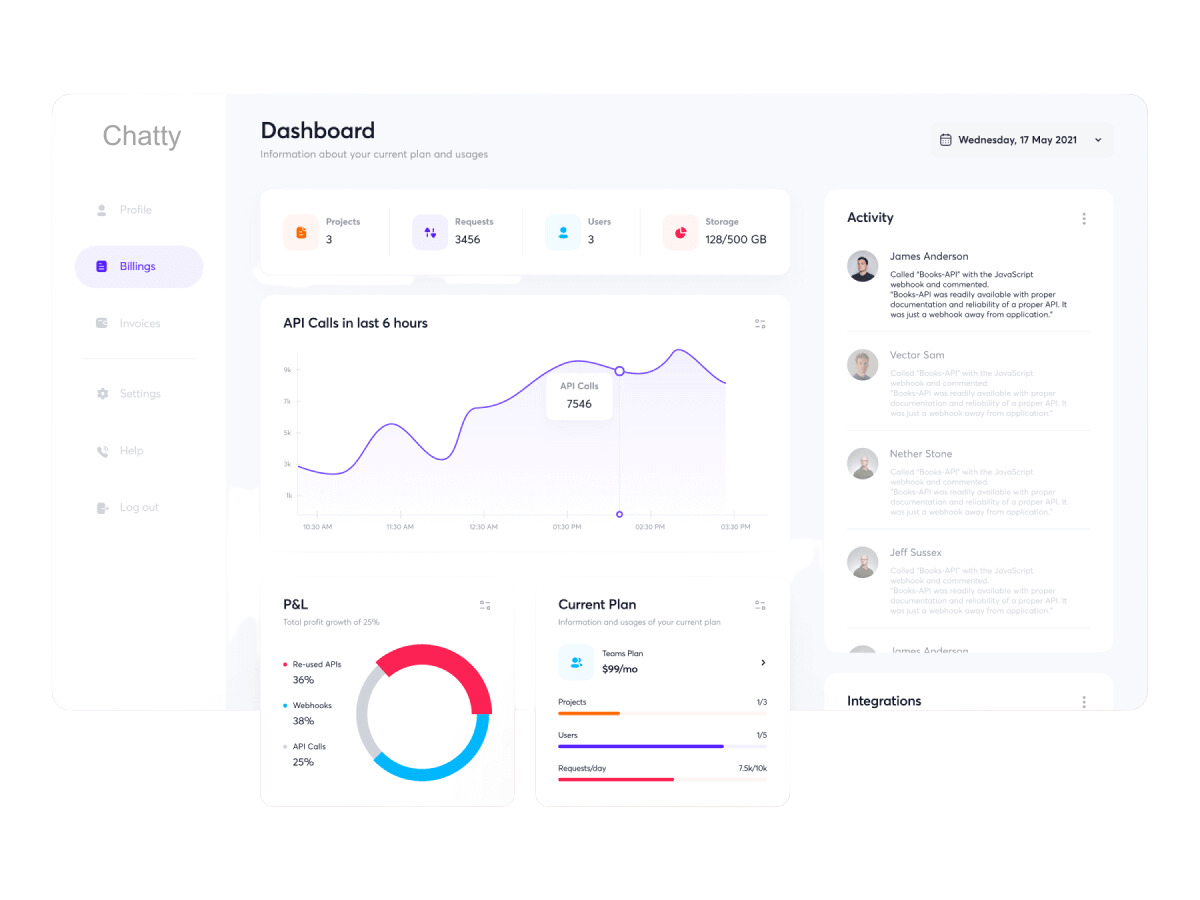 Chatty
Profile
Billings
Invoices
Settings
Help
Log out
Dashboard
Information about your current plan and usages
Wednesday, 17 May 2021
Projects
3
Requests
3456
Users
3
Storage
128/500 GB
API Calls in last 6 hours
9k
7k
5k
3k
1k
API Calls
7546
10:30 AM
11:30 AM
12:30 AM
01:30 PM
02:30 PM
03:30 PM
P&L
Total profit growth of 25%
Re-used APIs
36%
Webhooks
38%
API Calls
25%
Current Plan
Information and usages of your current plan
Teams Plan
$99/mo
Projects
1/3
Users
1/5
Requests/day
7.5k/10k
Activity
James Anderson
Called "Books-API" with the JavaScript
webhook and commented.
"Books-API was readily available with proper
documentation and reliability of a proper API. It
was just a webhook away from application."
Vector Sam
Called "Books-API" with the JavaScript
webhook and commented.
"Books-API was readily available with proper
documentation and reliability of a proper API. It
was just a webhook away from application."
Nether Stone
Called "Books-API" with the JavaScript
webhook and commented.
"Books-API was readily available with proper
documentation and reliability of a proper API. It
was just a webhook away from application."
Jeff Sussex
Called "Books-API" with the JavaScript
webhook and commented.
"Books-API was readily available with proper
documentation and reliability of a proper API. It
was just a webhook away from application."
James Anderson
Integrations